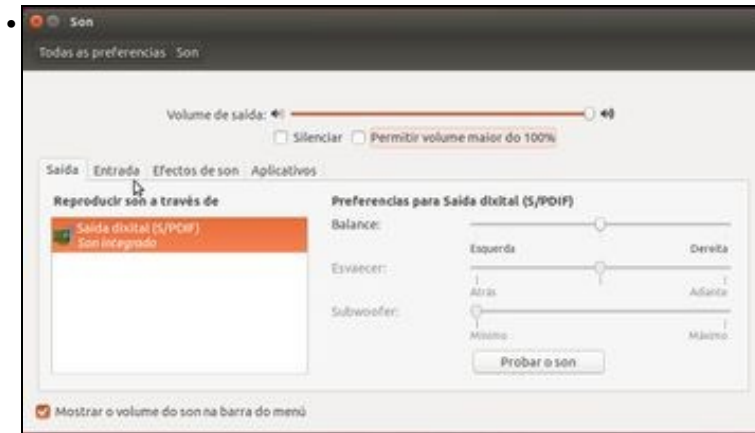 Son
Todas as preferencias Son
Volume de saída:
Silenciar Permitir volume maior do 100%
Saída Entrada Efectos de son Aplicativos
Reproducir son a través de
Saída dixital (S/PDIF)
Son integrado
Preferencias para Saída dixital (S/PDIF)
Balance:
Esquerda Dereita
Esvaecer:
Atrás Adiante
Subwoofer:
Mínimo Máximo
Probar o son
Mostrar o volume do son na barra do menú